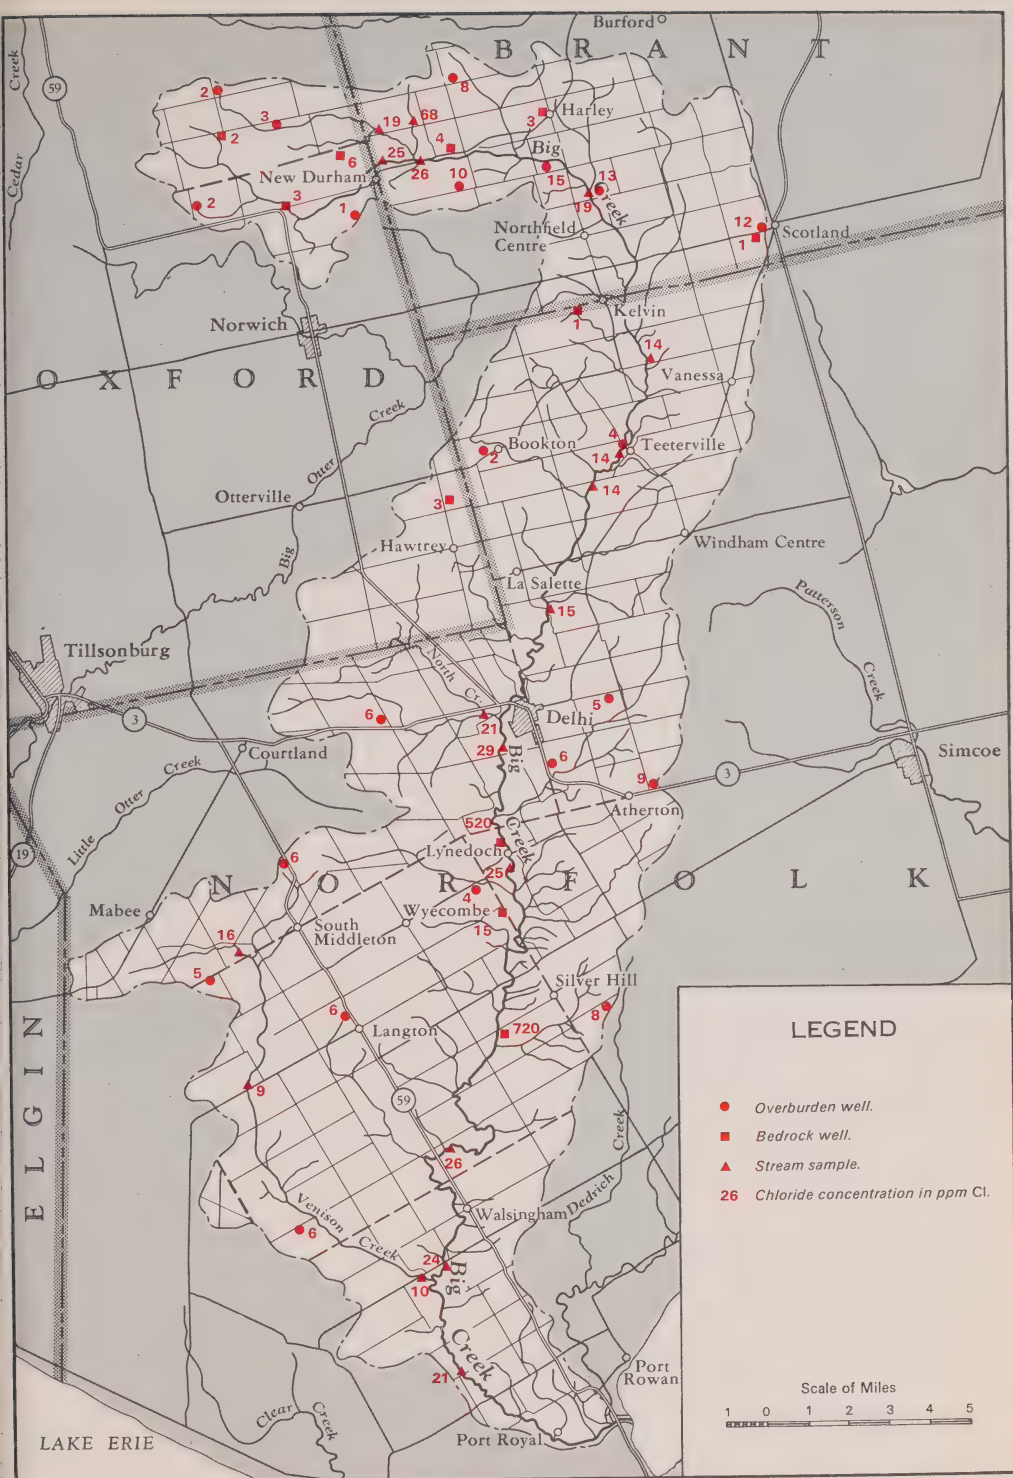 Burford
B R A N T
Creek
59
2
8
3
19
68
3
Harley
2
4
Big
6
25
New Durham
26
10
15
13
2
3
1
19
Creek
Northfield
Centre
12
1
Scotland
Cedar
Norwich
1
Kelvin
14
Vanessa
O X F O R D
Creek
Otter
Big
2
Bookton
4
Teeterville
14
14
Otterville
3
Hawtrey
Windham Centre
La Salette
15
Patterson
Creek
Tillsonburg
North
Cr.
3
6
21
Delhi
5
Courtland
29
Big
6
9
3
Simcoe
Little
Otter
Creek
Atherton
19
520
Creek
Lynedoch
25
6
N O R F O L K
4
Wyecombe
15
Mabee
South
Middleton
16
5
Silver Hill
6
Langton
720
8
E L G I N
9
59
26
Creek
Dedrich
Walsingham
Venison
Creek
6
24
10
Big
Creek
21
Port
Rowan
Clear
Creek
Port Royal
LAKE ERIE
LEGEND
Overburden well.
Bedrock well.
Stream sample.
26 Chloride concentration in ppm Cl.
Scale of Miles
1 0 1 2 3 4 5